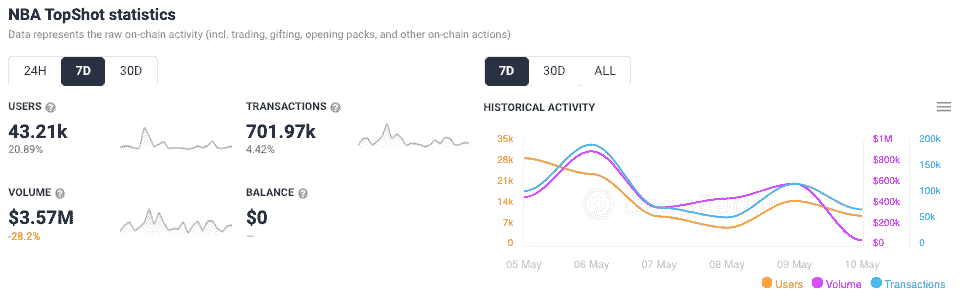 NBA TopShot statistics
Data represents the raw on-chain activity (incl. trading, gifting, opening packs, and other on-chain actions)
24H 7D 30D
7D 30D ALL
USERS ?
43.21k
20.89%
TRANSACTIONS ?
701.97k
4.42%
VOLUME ?
$3.57M
-28.2%
BALANCE ?
$0
–
HISTORICAL ACTIVITY
35k $1M 200k
28k $800k 150k
21k $600k 100k
14k $400k 50k
7k $200k 0
0 $0
05 May 06 May 07 May 08 May 09 May 10 May
Users Volume Transactions